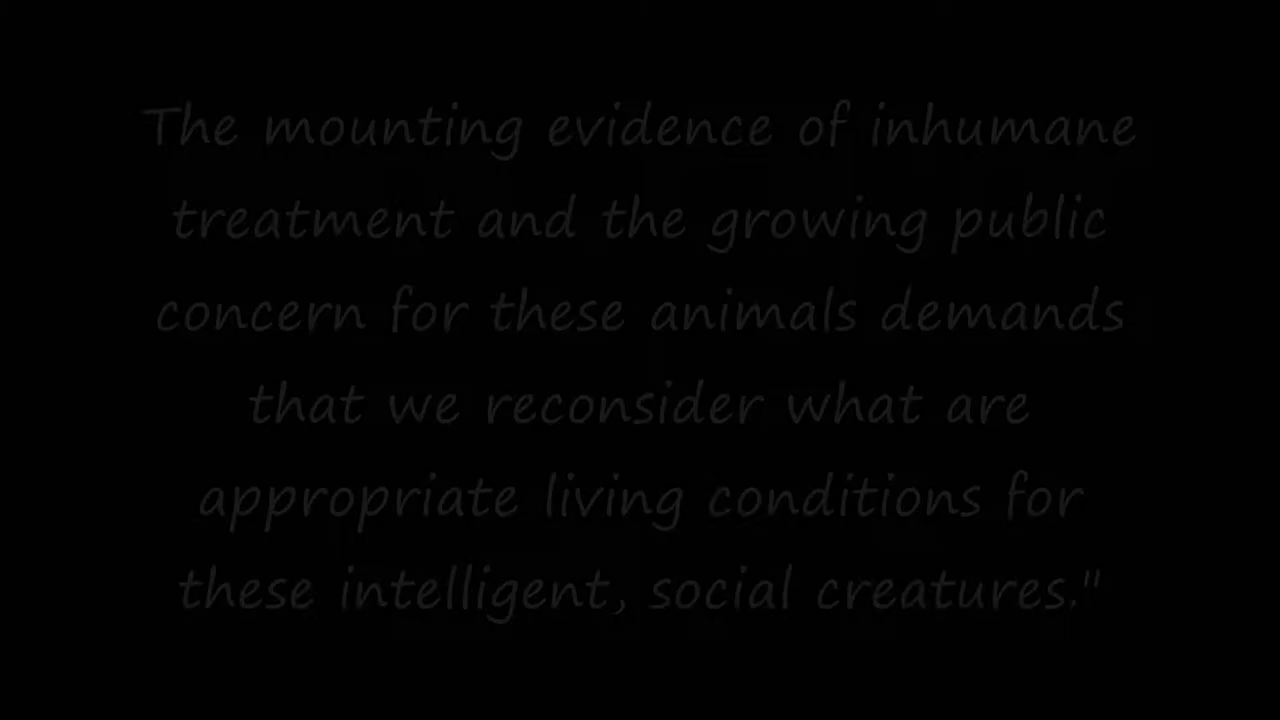 The mounting evidence of inhumane
treatment and the growing public
concern for these animals demands
that we reconsider what are
appropriate living conditions for
these intelligent, social creatures."